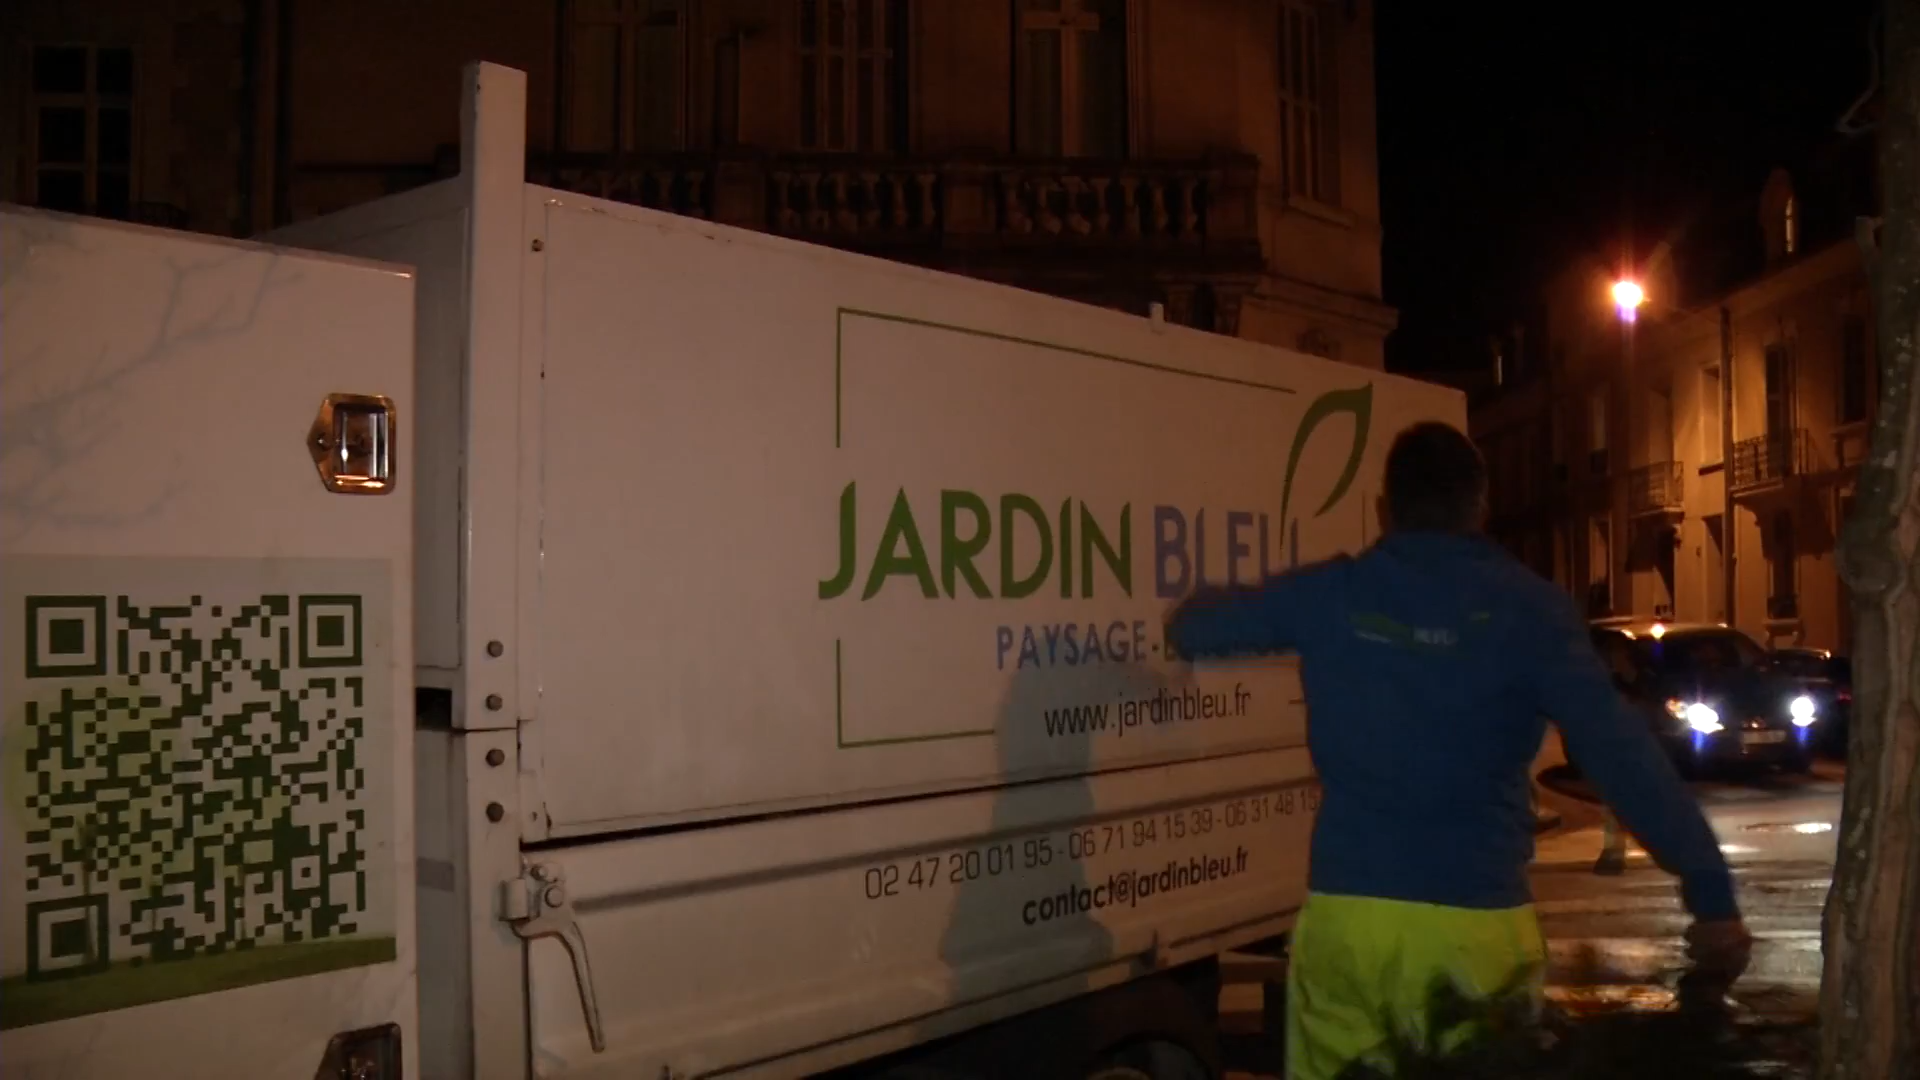 JARDIN BLEU
PAYSAGE-
www.jardinbleu.fr
02 47 20 01 95 - 06 71 94 15 39 - 06 31 48 15
contact@jardinbleu.fr